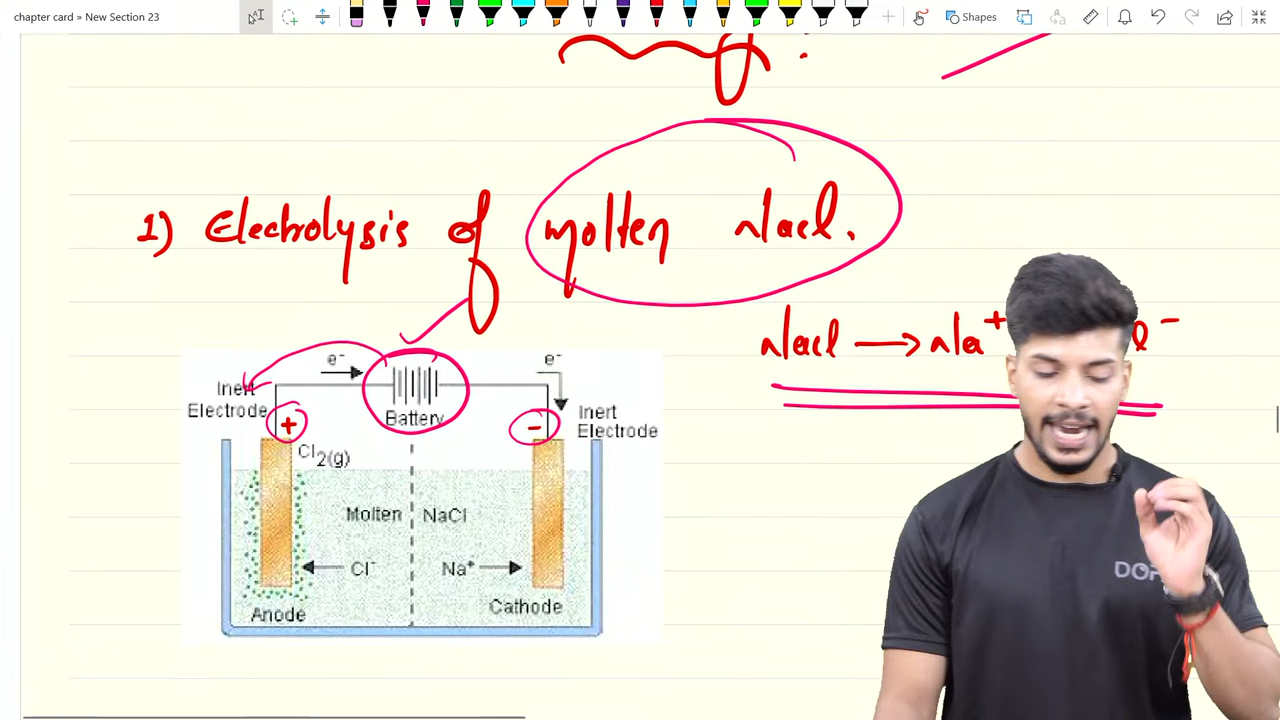 chapter card » New Section 23
Shapes
1) Electrolysis of molten Nacl.
Nacl → Na+ l-
e-
e-
Inert
Electrode
Battery
Inert
Electrode
+
-
Cl2(g)
Molten NaCl
Cl-
Na+
Anode
Cathode
DOP